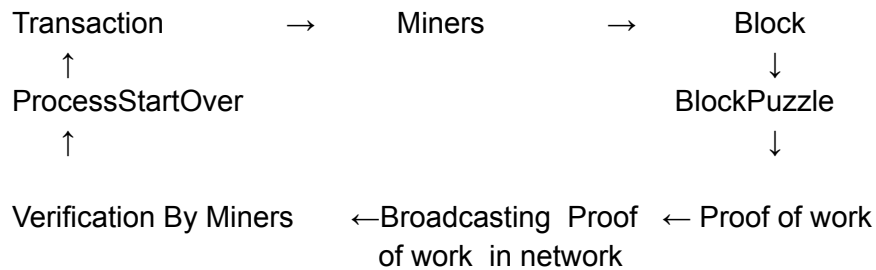 Transaction → Miners → Block
↑ ↓
ProcessStartOver BlockPuzzle
↑ ↓
Verification By Miners ←Broadcasting Proof ← Proof of work
of work in network